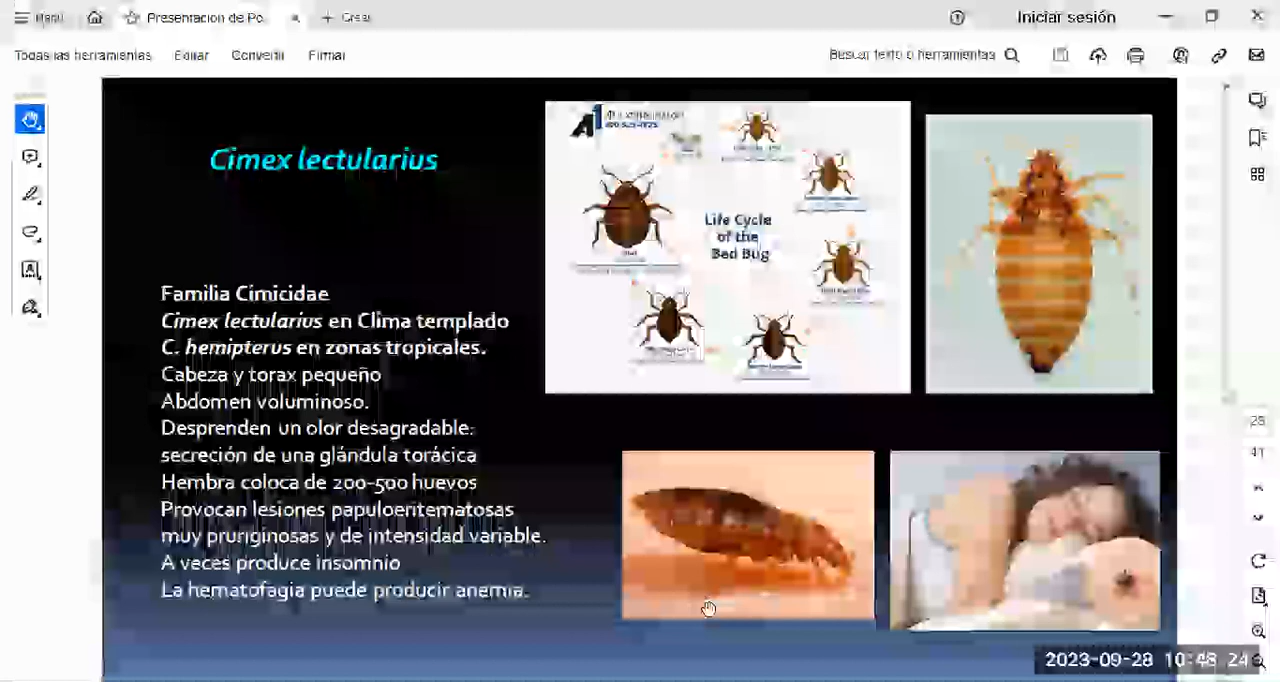 Menú
Presentación de Po...
+ Crear
Iniciar sesión
Todas las herramientas
Editar
Convertir
Firmar
Buscar texto o herramientas
Cimex lectularius
Familia Cimicidae
Cimex lectularius en Clima templado
C. hemipterus en zonas tropicales.
Cabeza y torax pequeño
Abdomen voluminoso.
Desprenden un olor desagradable:
secreción de una glándula torácica
Hembra coloca de 200-500 huevos
Provocan lesiones papuloeritematosas
muy pruriginosas y de intensidad variable.
A veces produce insomnio
La hematofagia puede producir anemia.
Life Cycle
of the
Bed Bug
41
2023-09-28 10:48:24